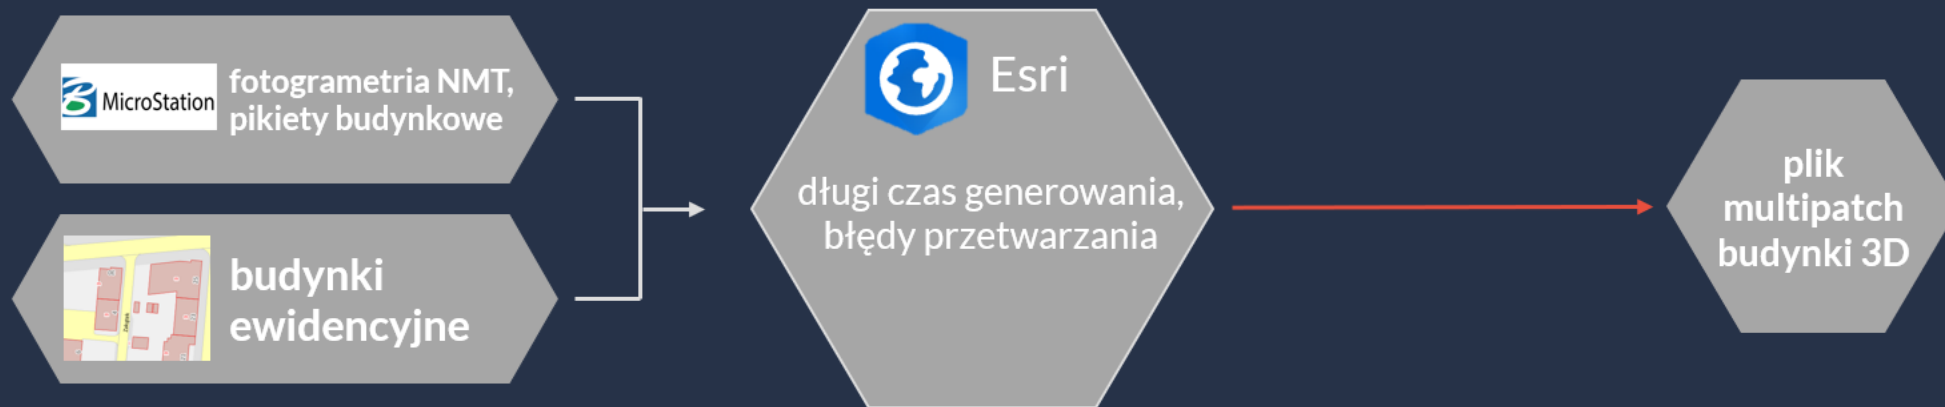 MicroStation
fotogrametria NMT,
pikiety budynkowe
budynki
ewidencyjne
Esri
długi czas generowania,
błędy przetwarzania
plik
multipatch
budynki 3D